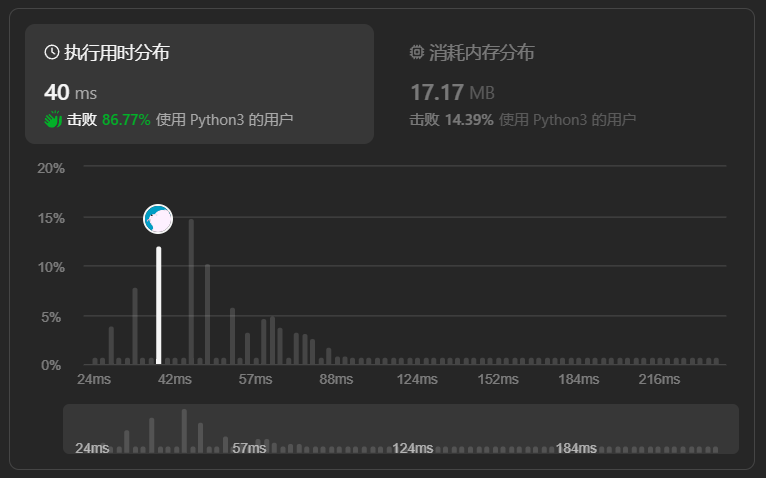 执行用时分布
40 ms
击败 86.77% 使用 Python3 的用户
消耗内存分布
17.17 MB
击败 14.39% 使用 Python3 的用户
20%
15%
10%
5%
0%
24ms 42ms 57ms 88ms 124ms 152ms 184ms 216ms
24ms 57ms 124ms 184ms